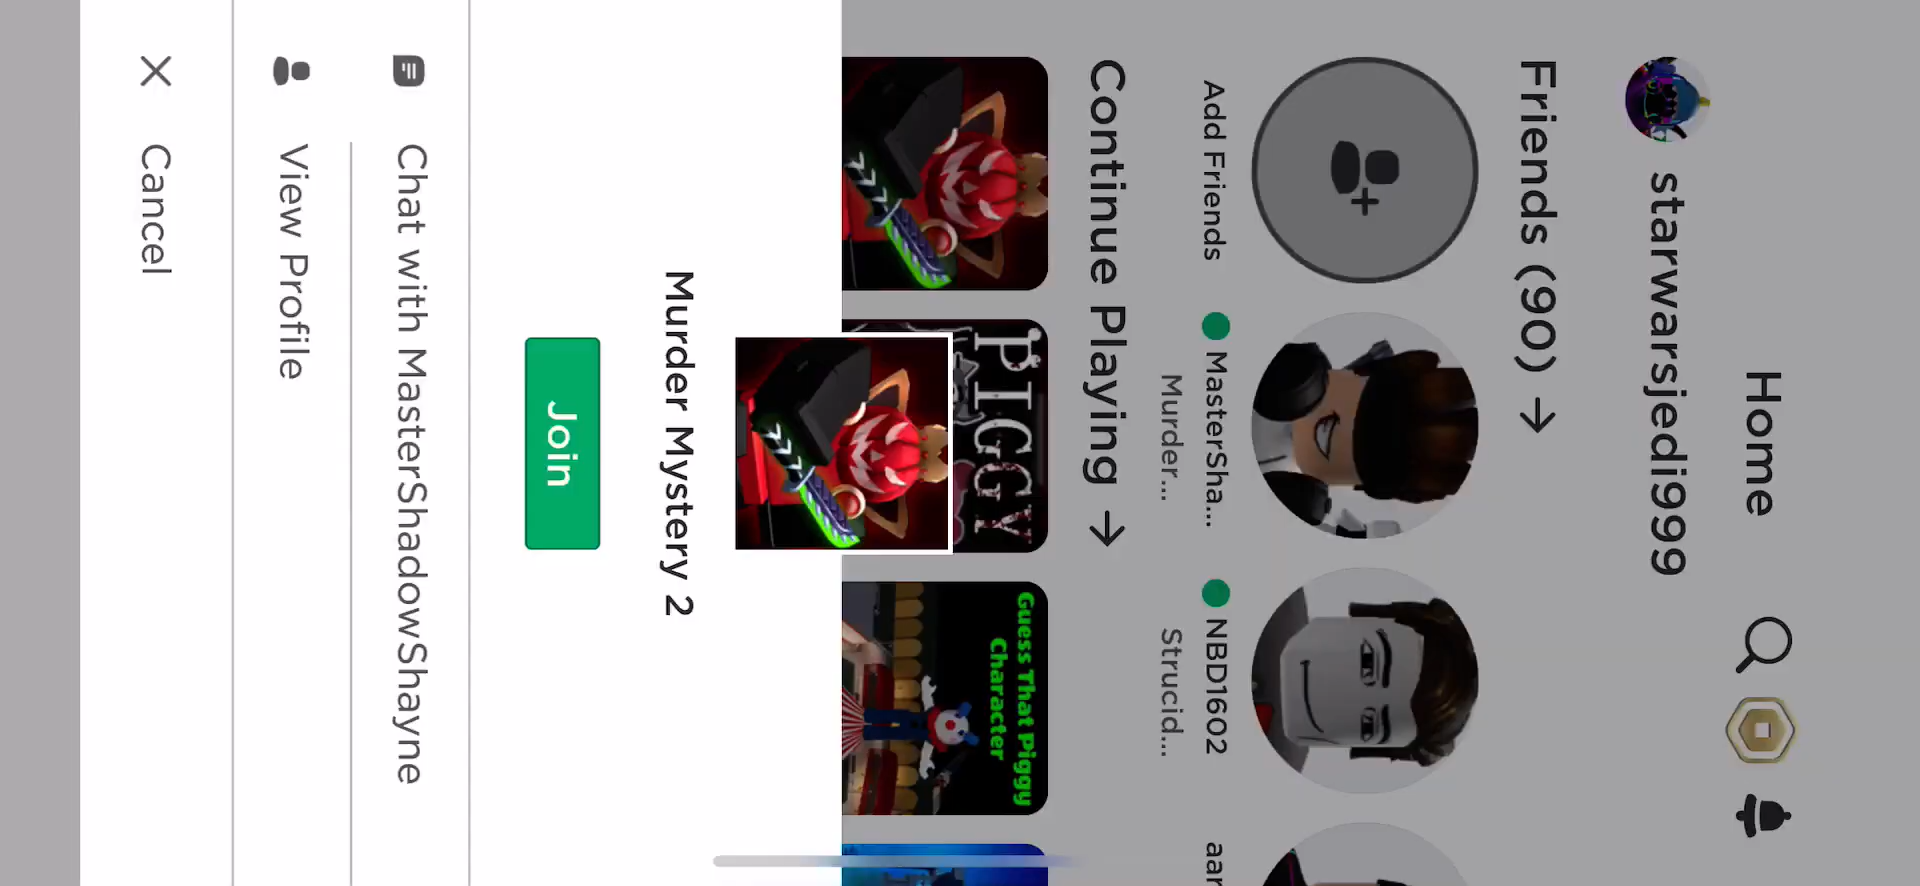 Home
starwarsjedi999
Friends (90) →
Add Friends
MasterSha...
Murder...
NBD1602
Strucid...
aar
Continue Playing →
PIGGY
Guess That Piggy
Character
Murder Mystery 2
Join
Chat with MasterShadowShayne
View Profile
Cancel